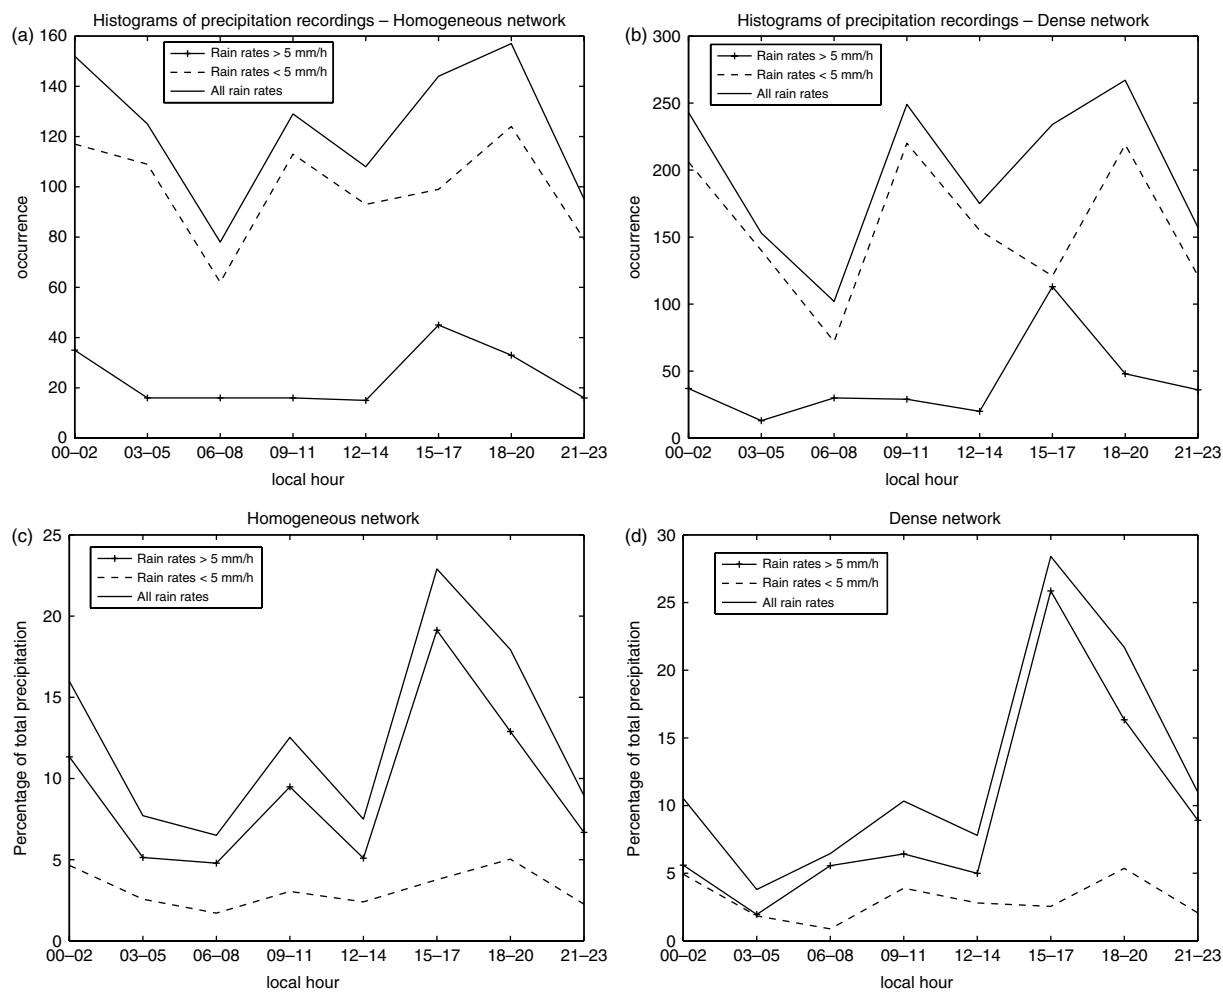 Histograms of precipitation recordings – Homogeneous network
(a)
160
140
120
100
80
60
40
20
0
occurrence
Rain rates > 5 mm/h
Rain rates < 5 mm/h
All rain rates
00–02 03–05 06–08 09–11 12–14 15–17 18–20 21–23
local hour
Histograms of precipitation recordings – Dense network
(b)
300
250
200
150
100
50
0
occurrence
Rain rates > 5 mm/h
Rain rates < 5 mm/h
All rain rates
00–02 03–05 06–08 09–11 12–14 15–17 18–20 21–23
local hour
Homogeneous network
(c)
25
20
15
10
5
0
Percentage of total precipitation
Rain rates > 5 mm/h
Rain rates < 5 mm/h
All rain rates
00–02 03–05 06–08 09–11 12–14 15–17 18–20 21–23
local hour
Dense network
(d)
30
25
20
15
10
5
0
Percentage of total precipitation
Rain rates > 5 mm/h
Rain rates < 5 mm/h
All rain rates
00–02 03–05 06–08 09–11 12–14 15–17 18–20 21–23
local hour